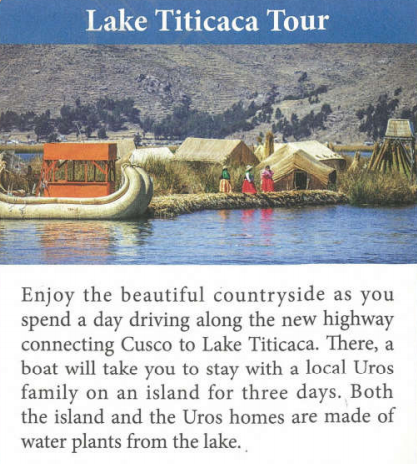 Lake Titicaca Tour
Enjoy the beautiful countryside as you
spend a day driving along the new highway
connecting Cusco to Lake Titicaca. There, a
boat will take you to stay with a local Uros
family on an island for three days. Both
the island and the Uros homes are made of
water plants from the lake.